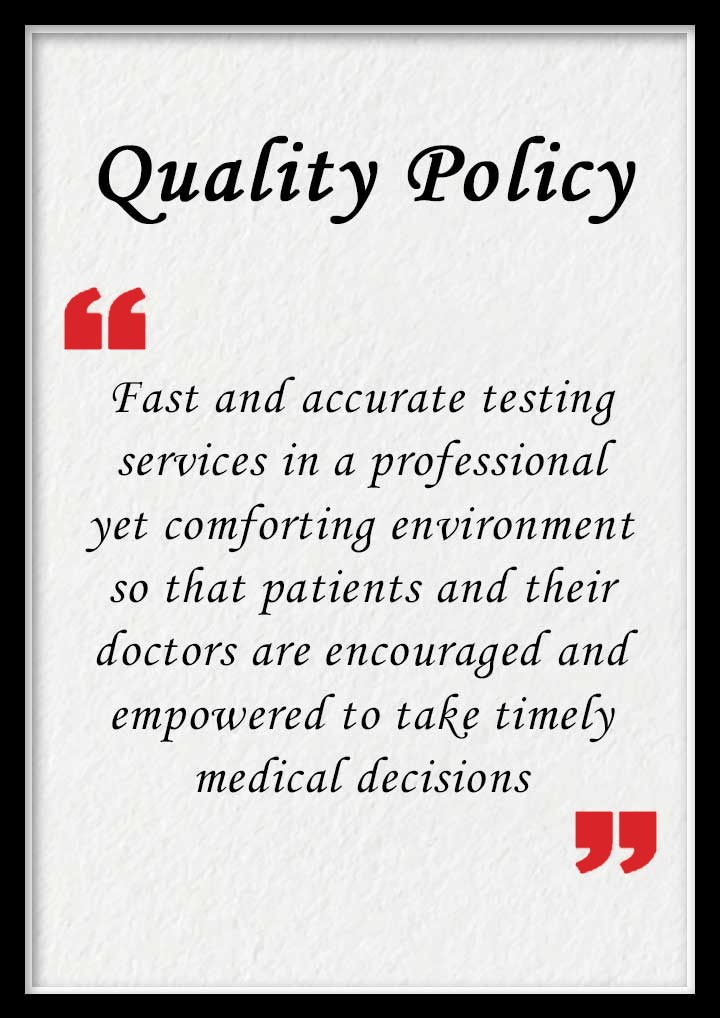 Quality Policy
“
Fast and accurate testing
services in a professional
yet comforting environment
so that patients and their
doctors are encouraged and
empowered to take timely
medical decisions
”